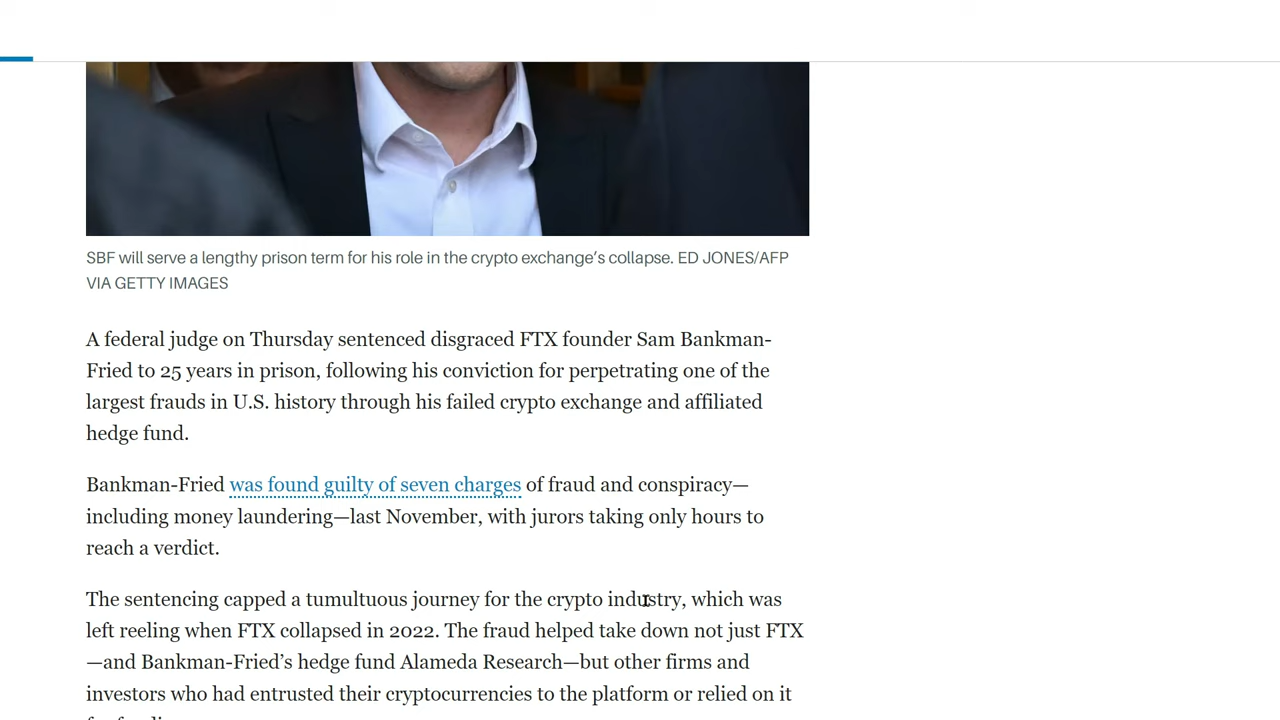 SBF will serve a lengthy prison term for his role in the crypto exchange’s collapse. ED JONES/AFP
VIA GETTY IMAGES
A federal judge on Thursday sentenced disgraced FTX founder Sam Bankman-
Fried to 25 years in prison, following his conviction for perpetrating one of the
largest frauds in U.S. history through his failed crypto exchange and affiliated
hedge fund.
Bankman-Fried was found guilty of seven charges of fraud and conspiracy—
including money laundering—last November, with jurors taking only hours to
reach a verdict.
The sentencing capped a tumultuous journey for the crypto industry, which was
left reeling when FTX collapsed in 2022. The fraud helped take down not just FTX
—and Bankman-Fried’s hedge fund Alameda Research—but other firms and
investors who had entrusted their cryptocurrencies to the platform or relied on it